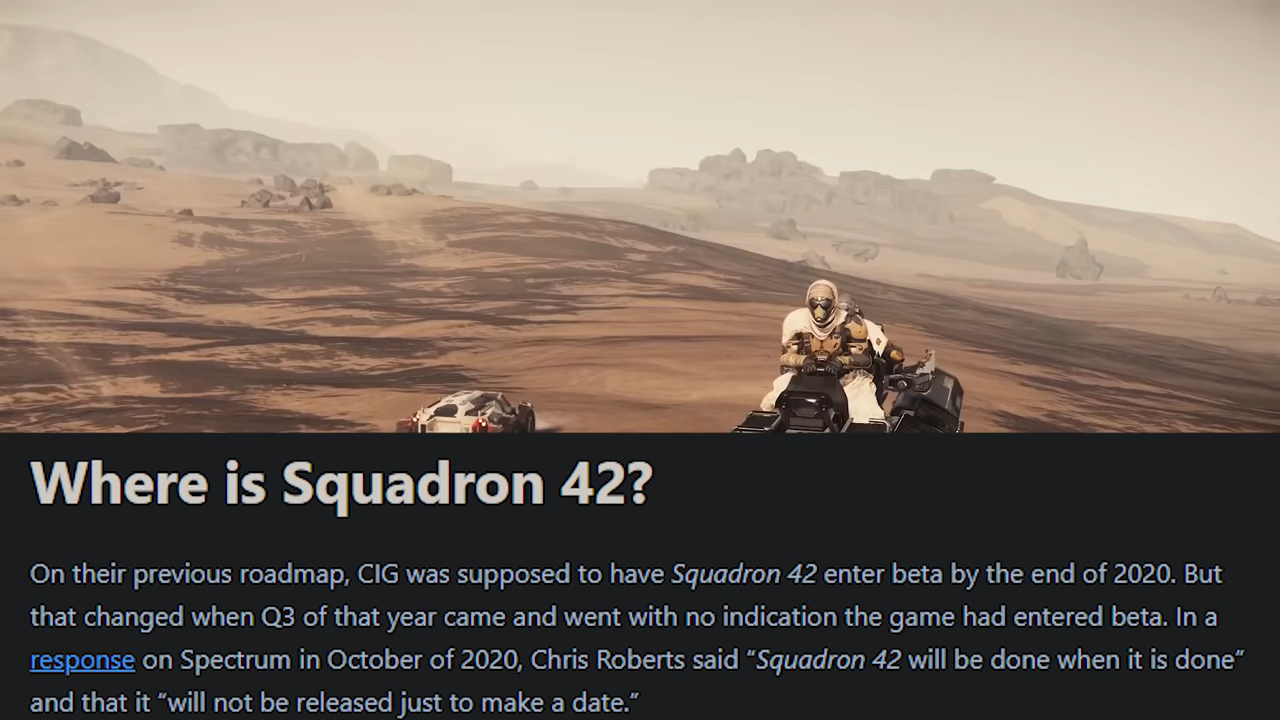 Where is Squadron 42?
On their previous roadmap, CIG was supposed to have Squadron 42 enter beta by the end of 2020. But
that changed when Q3 of that year came and went with no indication the game had entered beta. In a
response on Spectrum in October of 2020, Chris Roberts said “Squadron 42 will be done when it is done”
and that it “will not be released just to make a date.”